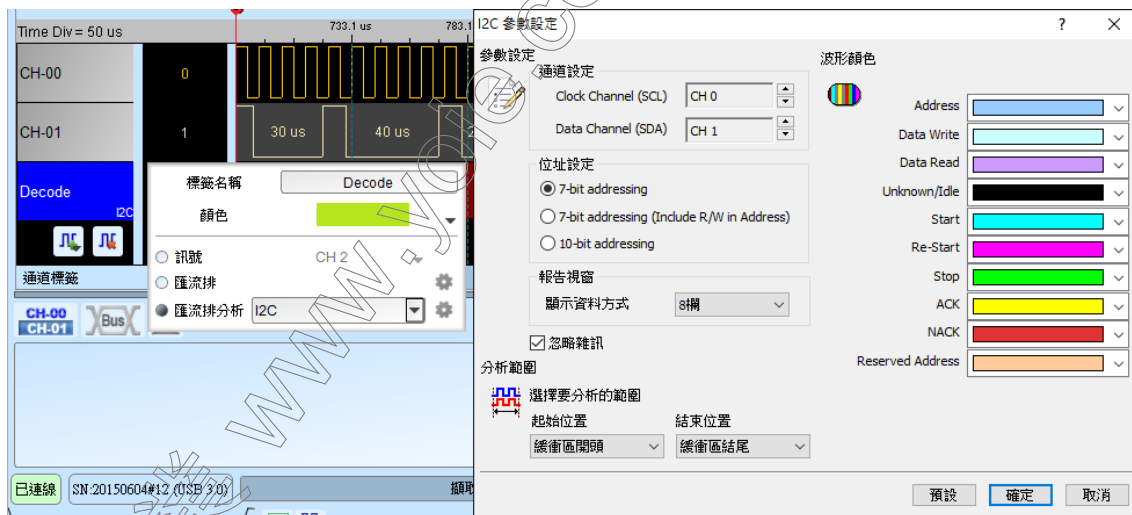 Time Div = 50 us
733.1 us
783.1
CH-00
0
CH-01
1
30 us
40 us
2
Decode
I2C
標籤名稱
Decode
顏色
訊號
CH 2
匯流排
匯流排分析
I2C
通道標籤
CH-00
CH-01
Bus
已連線
SN:20150604#12 (USB 3.0)
擷取
I2C 參數設定
?
參數設定
通道設定
Clock Channel (SCL)
CH 0
Data Channel (SDA)
CH 1
位址設定
7-bit addressing
7-bit addressing (Include R/W in Address)
10-bit addressing
報告視窗
顯示資料方式
8欄
忽略雜訊
分析範圍
選擇要分析的範圍
起始位置
結束位置
緩衝區開頭
緩衝區結尾
波形顏色
Address
Data Write
Data Read
Unknown/Idle
Start
Re-Start
Stop
ACK
NACK
Reserved Address
預設
確定
取消